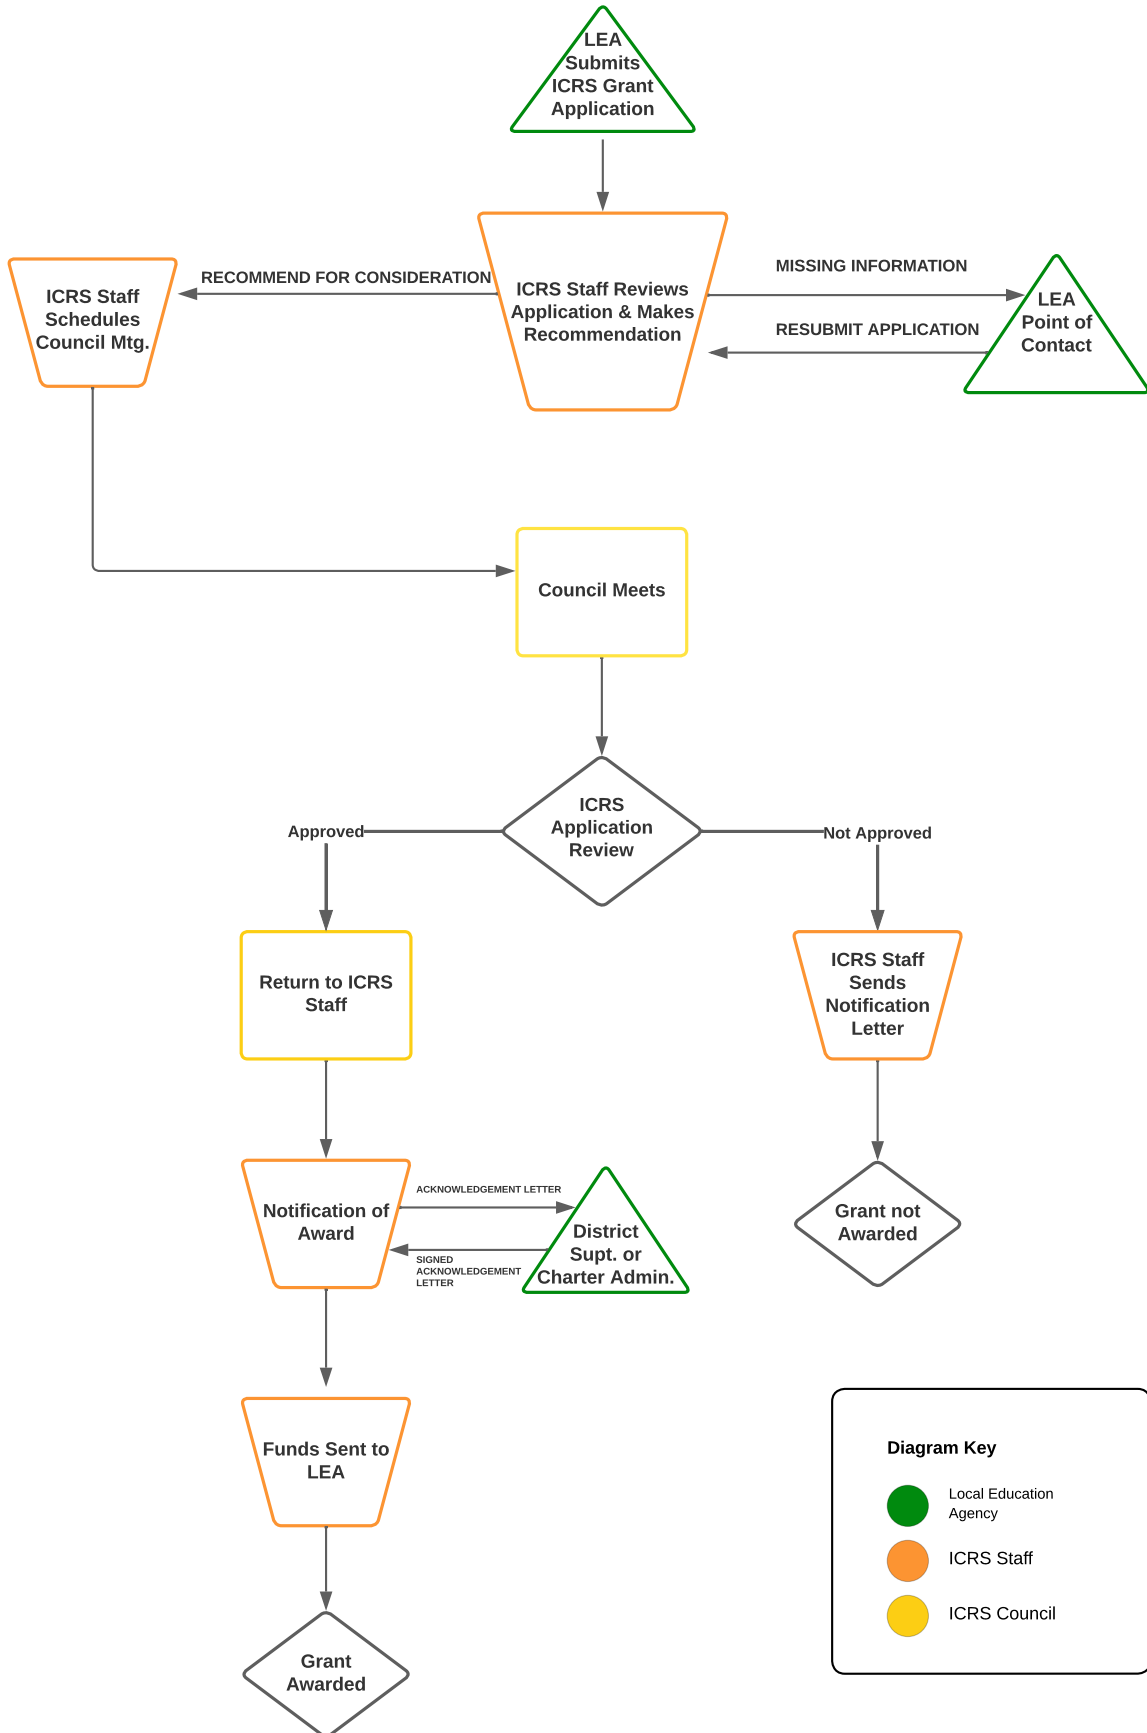 LEA
Submits
ICRS Grant
Application
RECOMMEND FOR CONSIDERATION
MISSING INFORMATION
ICRS Staff
Schedules
Council Mtg.
ICRS Staff Reviews
Application & Makes
Recommendation
LEA
Point of
Contact
RESUBMIT APPLICATION
Council Meets
ICRS
Application
Review
Approved
Not Approved
Return to ICRS
Staff
ICRS Staff
Sends
Notification
Letter
Notification of
Award
ACKNOWLEDGEMENT LETTER
SIGNED
ACKNOWLEDGEMENT
LETTER
District
Supt. or
Charter Admin.
Grant not
Awarded
Funds Sent to
LEA
Grant
Awarded
Diagram Key
Local Education
Agency
ICRS Staff
ICRS Council